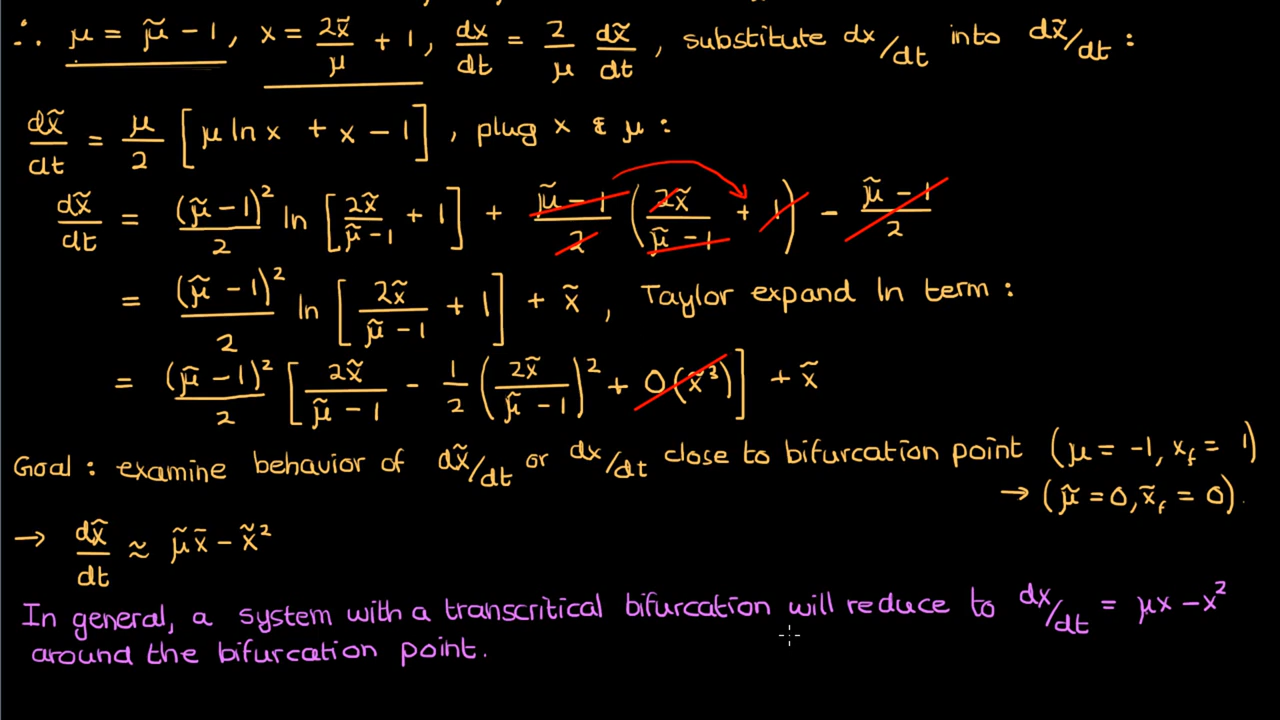 ∴ μ = μ̃ − 1, x = 2x̃/μ + 1, dx/dt = 2/μ dx̃/dt, substitute dx/dt into dx̃/dt :
dx̃/dt = μ/2 [μ ln x + x − 1], plug x & μ :
dx̃/dt = (μ̃ − 1)²/2 ln [2x̃/(μ̃ − 1) + 1] + (μ̃ − 1)/2 (2x̃/(μ̃ − 1) + 1) − (μ̃ − 1)/2
= (μ̃ − 1)²/2 ln [2x̃/(μ̃ − 1) + 1] + x̃, Taylor expand ln term :
= (μ̃ − 1)²/2 [2x̃/(μ̃ − 1) − 1/2 (2x̃/(μ̃ − 1))² + O(x̃³)] + x̃
Goal : examine behavior of dx̃/dt or dx/dt close to bifurcation point (μ = −1, x_f = 1)
→ (μ̃ = 0, x̃_f = 0).
→ dx̃/dt ≈ μ̃x̃ − x̃²
In general, a system with a transcritical bifurcation will reduce to dx/dt = μx − x²
around the bifurcation point.